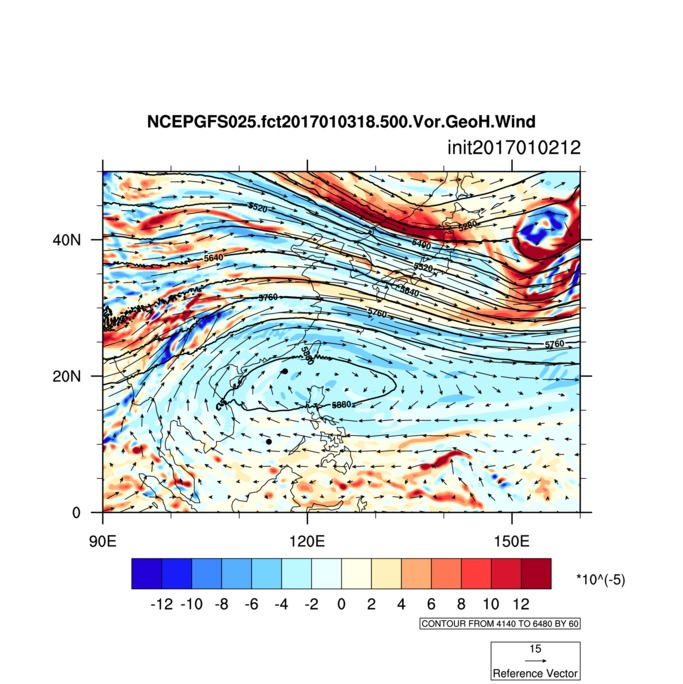 NCEPGFS025.fct2017010318.500.Vor.GeoH.Wind
init2017010212
5520
5280
40N
5400
5640
5520
5640
5760
5760
5760
5880
20N
5880
0
90E 120E 150E
-12 -10 -8 -6 -4 -2 0 2 4 6 8 10 12
*10^(-5)
CONTOUR FROM 4140 TO 6480 BY 60
15
Reference Vector